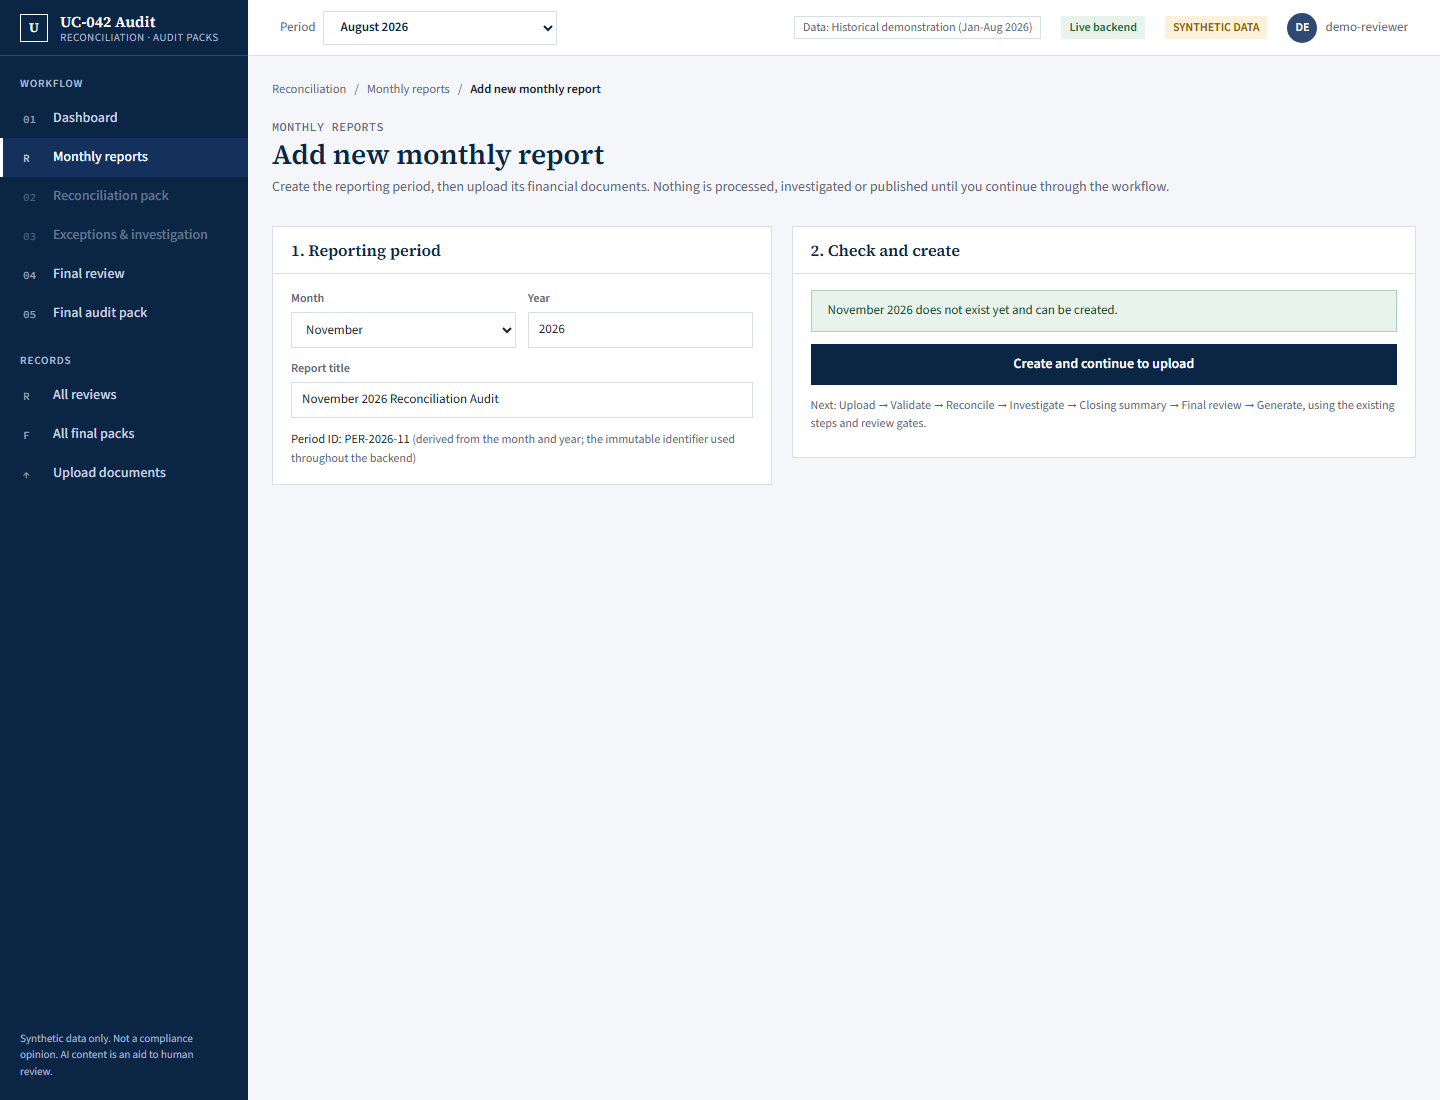 U
UC-042 Audit
RECONCILIATION · AUDIT PACKS
WORKFLOW
01 Dashboard
R Monthly reports
02 Reconciliation pack
03 Exceptions & investigation
04 Final review
05 Final audit pack
RECORDS
R All reviews
F All final packs
↑ Upload documents
Synthetic data only. Not a compliance
opinion. AI content is an aid to human
review.
Period August 2026
Data: Historical demonstration (Jan-Aug 2026)
Live backend
SYNTHETIC DATA
DE demo-reviewer
Reconciliation / Monthly reports / Add new monthly report
MONTHLY REPORTS
Add new monthly report
Create the reporting period, then upload its financial documents. Nothing is processed, investigated or published until you continue through the workflow.
1. Reporting period
Month Year
November 2026
Report title
November 2026 Reconciliation Audit
Period ID: PER-2026-11 (derived from the month and year; the immutable identifier used
throughout the backend)
2. Check and create
November 2026 does not exist yet and can be created.
Create and continue to upload
Next: Upload → Validate → Reconcile → Investigate → Closing summary → Final review → Generate, using the existing
steps and review gates.